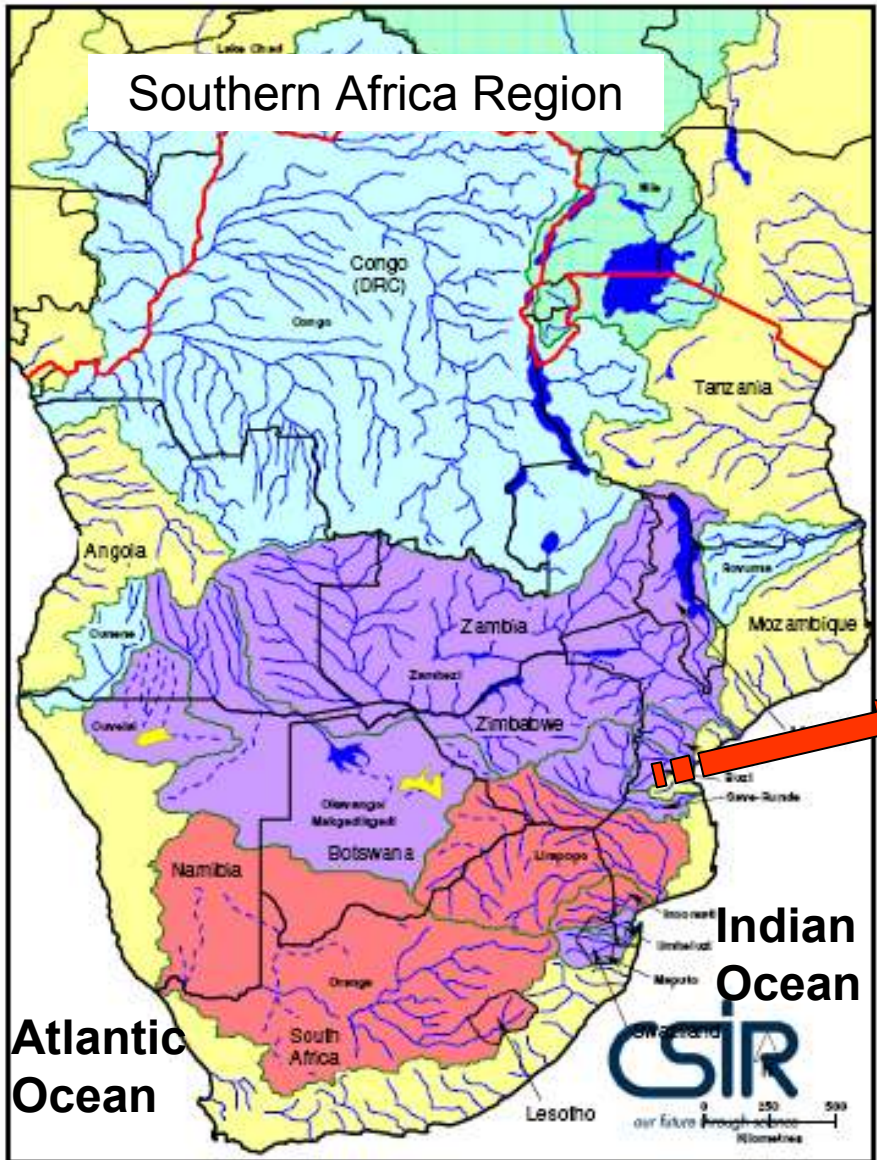 Lake Chad
Southern Africa Region
Nile
Congo
(DRC)
Congo
Tanzania
Angola
Rovuma
Cunene
Zambia
Mozambique
Zambezi
Cuvelai
Zimbabwe
Buzi
Save-Runde
Okavango/
Makgadikgadi
Botswana
Limpopo
Namibia
Incomati
Indian
Ocean
Umbeluzi
Maputo
Orange
Swaziland
Atlantic
Ocean
South
Africa
CSIR
Lesotho
our future through science
0 250 500
Kilometres